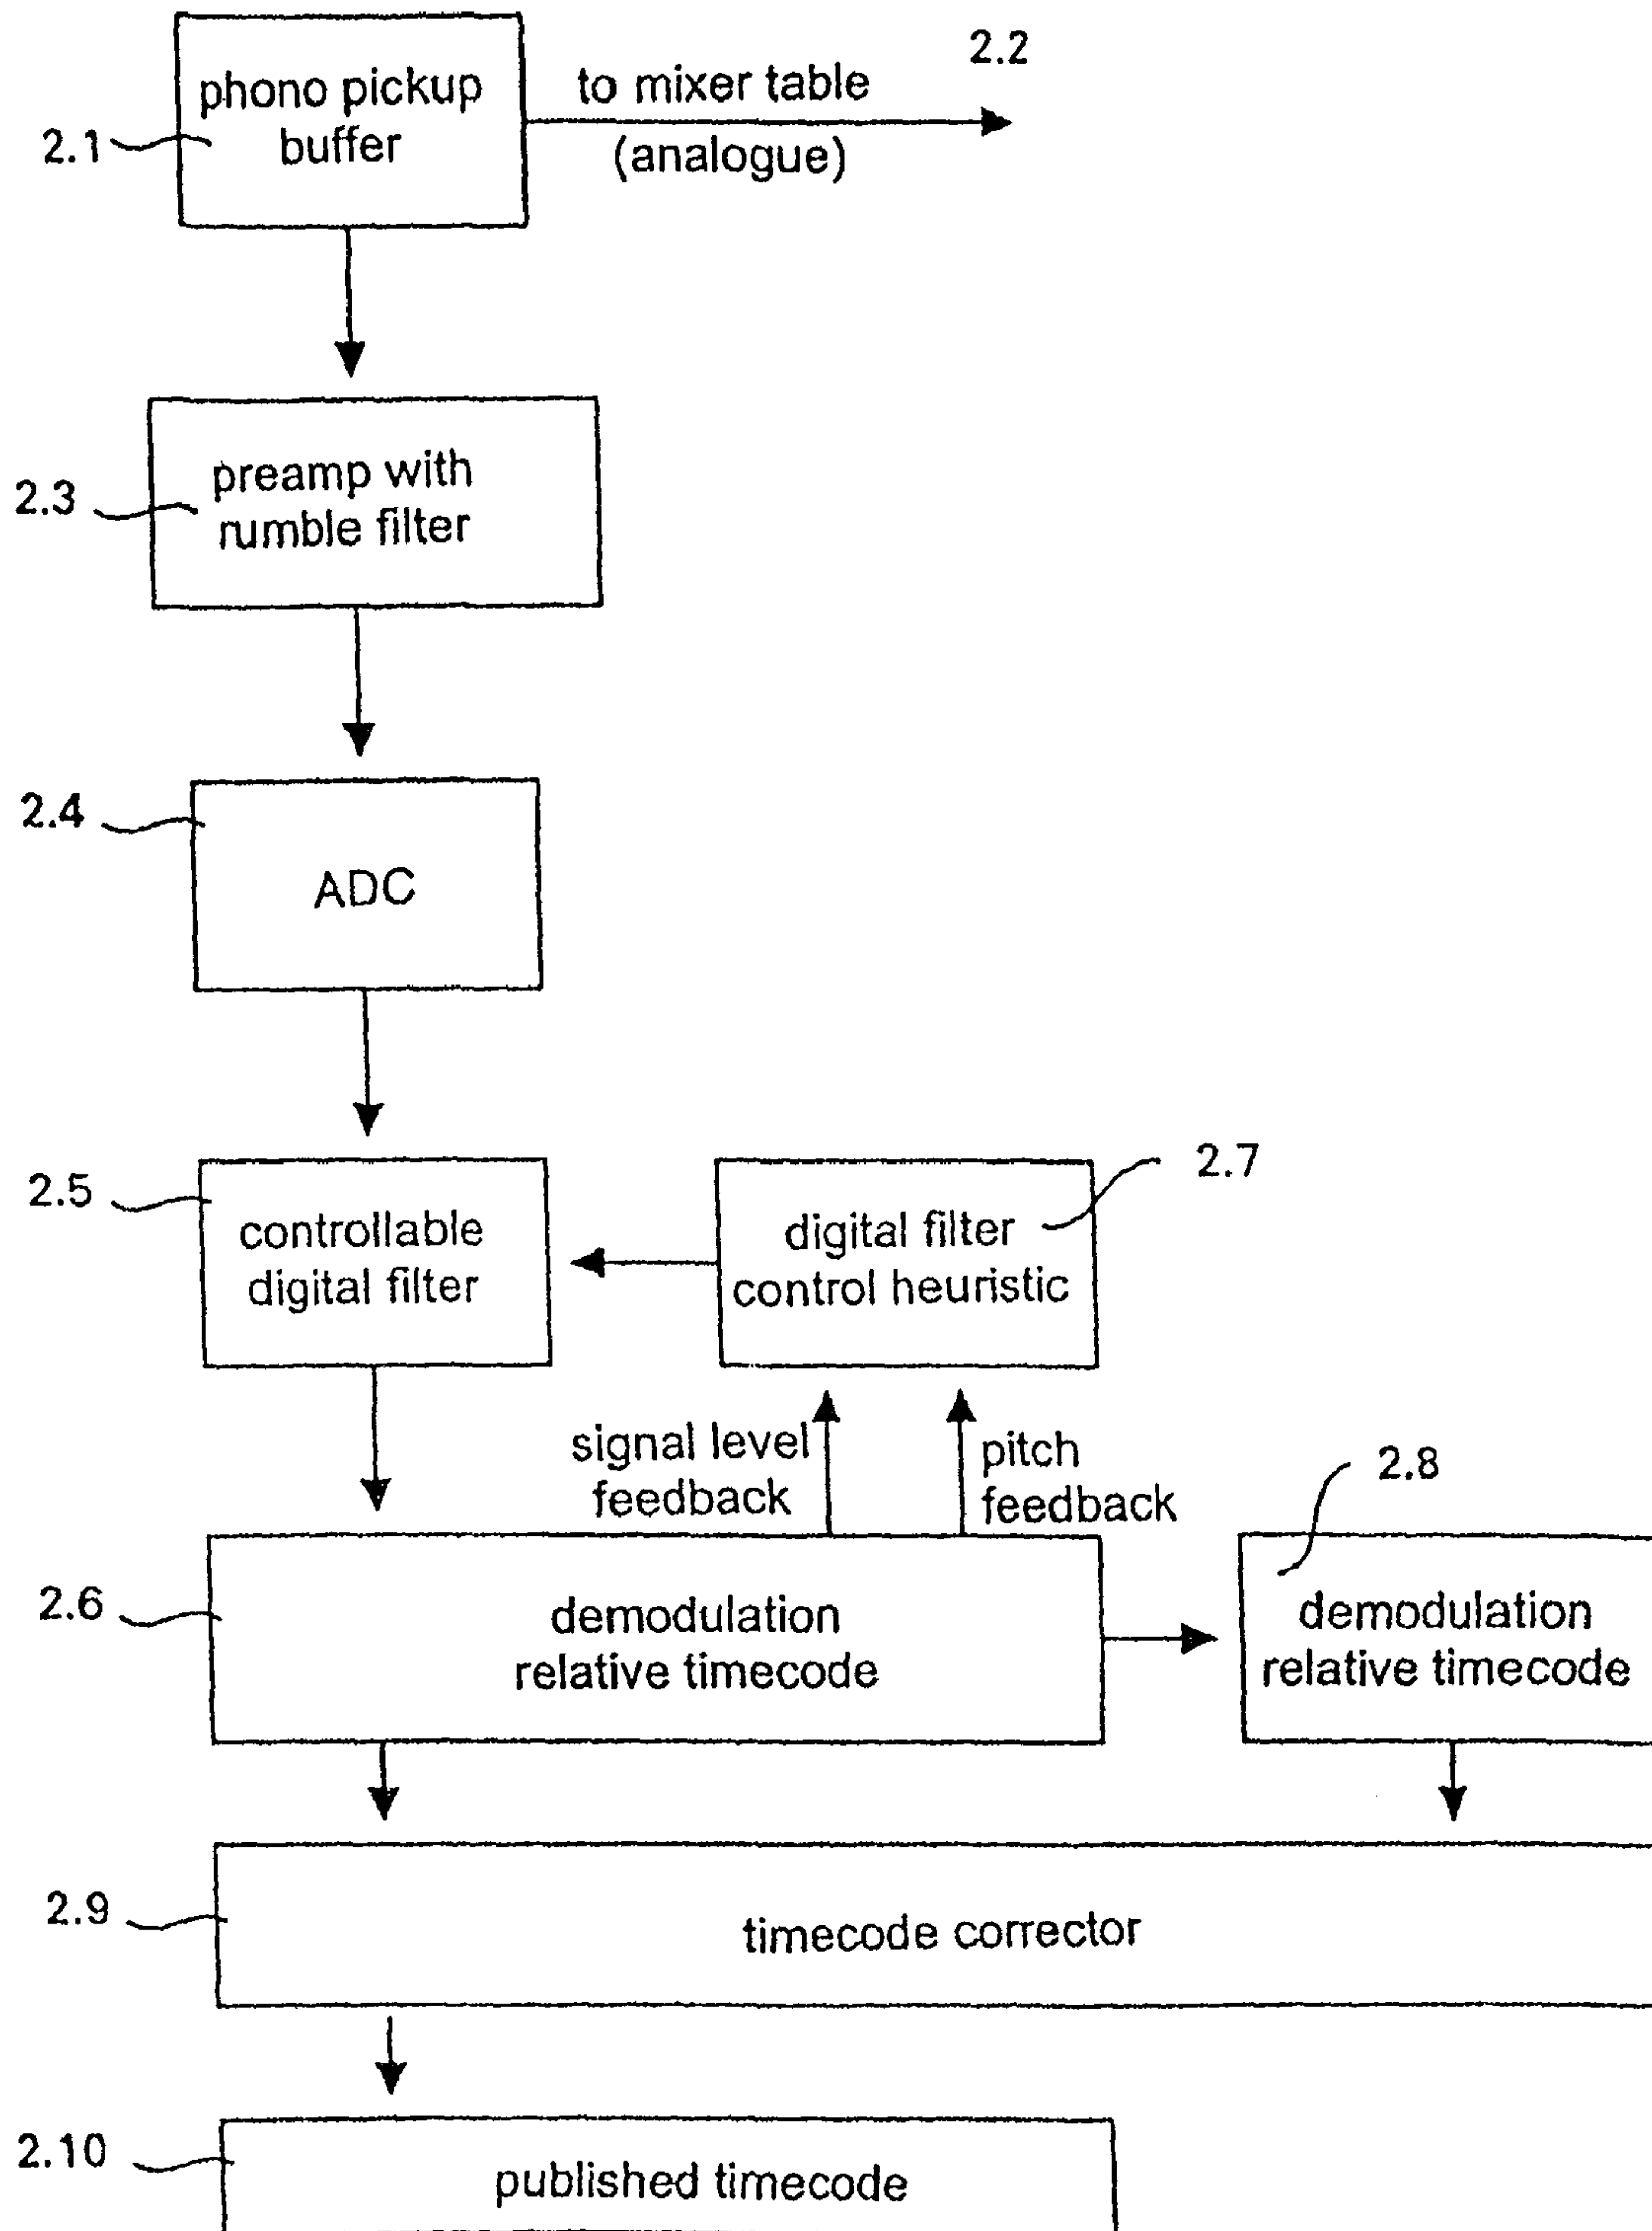 2.2
phono pickup
buffer
2.1
to mixer table
(analogue)
preamp with
rumble filter
2.3
2.4
ADC
2.5
controllable
digital filter
2.7
digital filter
control heuristic
signal level
feedback
pitch
feedback
2.8
2.6
demodulation
relative timecode
demodulation
relative timecode
2.9
timecode corrector
2.10
published timecode